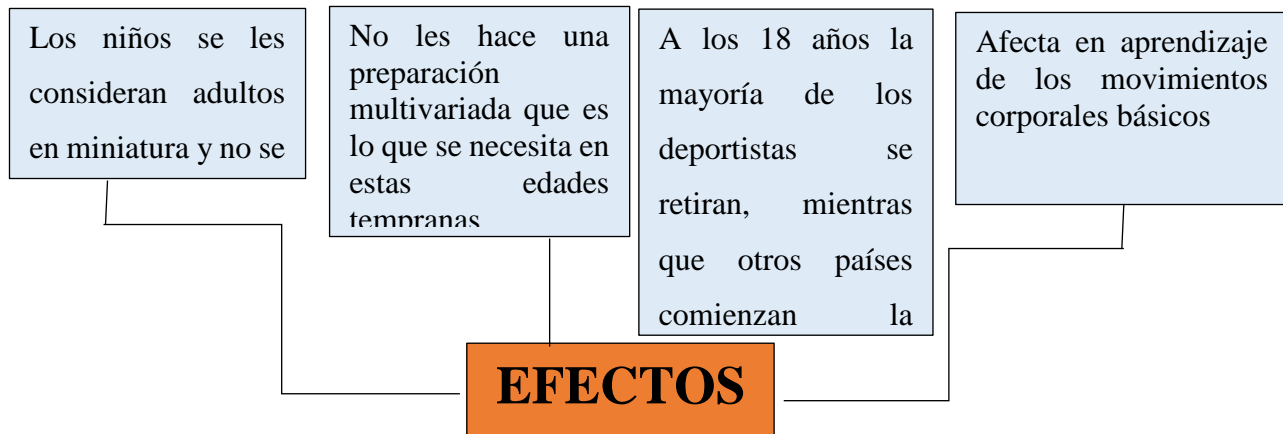 Los niños se les
consideran adultos
en miniatura y no se
No les hace una
preparación
multivariada que es
lo que se necesita en
estas edades
tempranas
A los 18 años la
mayoría de los
deportistas se
retiran, mientras
que otros países
comienzan la
Afecta en aprendizaje
de los movimientos
corporales básicos
EFECTOS